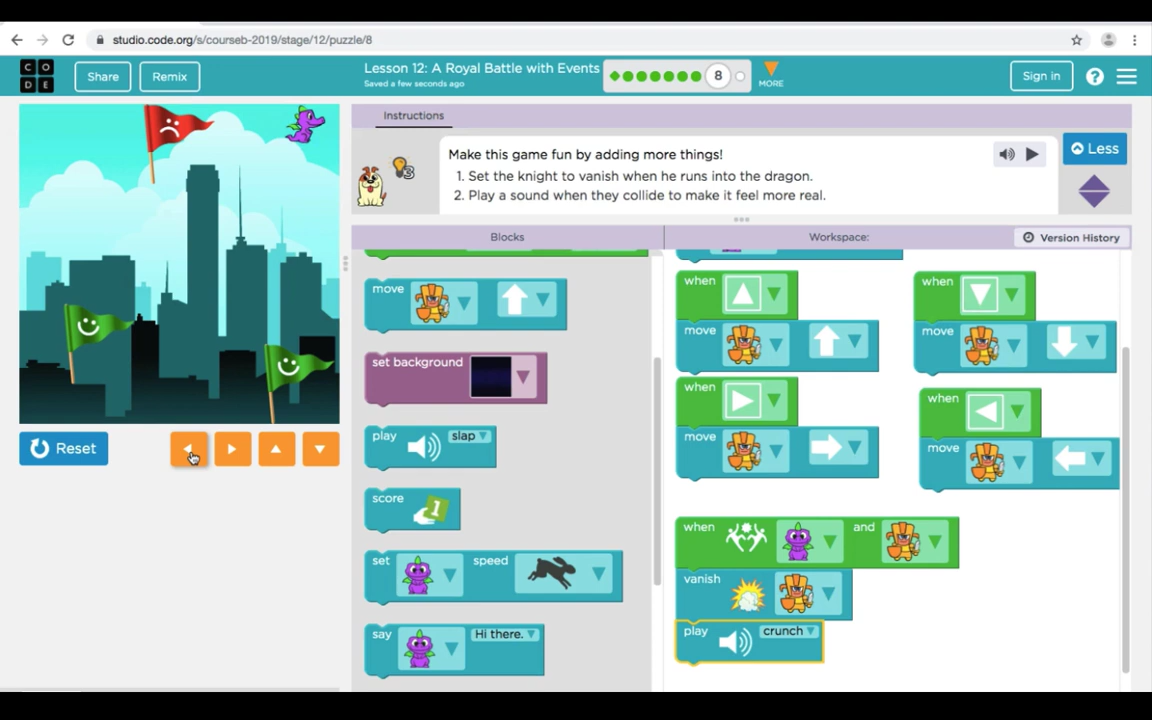 studio.code.org/s/courseb-2019/stage/12/puzzle/8
C O
D E
Share
Remix
Lesson 12: A Royal Battle with Events
Saved a few seconds ago
8
MORE
Sign in
?
Instructions
3
Make this game fun by adding more things!
1. Set the knight to vanish when he runs into the dragon.
2. Play a sound when they collide to make it feel more real.
Less
Blocks
Workspace:
Version History
move
set background
play slap
score 1
set speed
say Hi there.
when
move
when
move
when
move
when
move
when and
vanish
play crunch
Reset